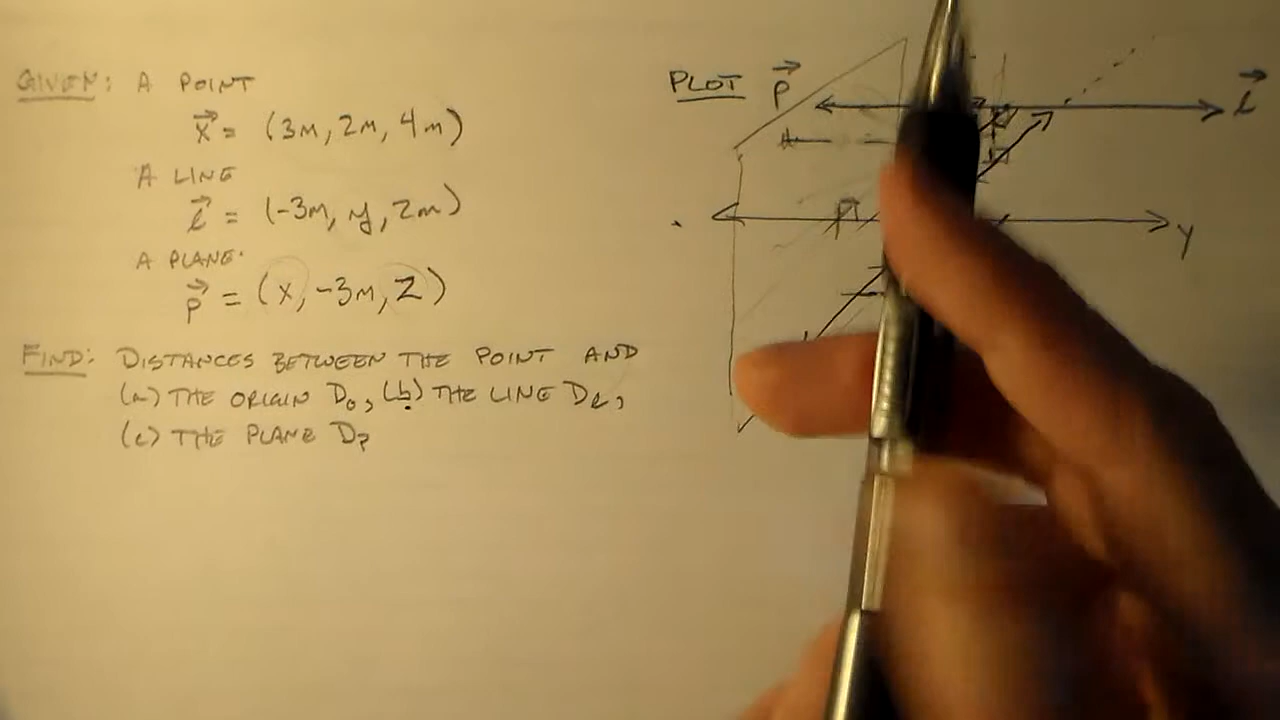 GIVEN: A POINT
x⃗ = (3m, 2m, 4m)
A LINE
ℓ⃗ = (-3m, y, 2m)
A PLANE:
p⃗ = (x, -3m, z)
FIND: DISTANCES BETWEEN THE POINT AND
(a) THE ORIGIN Do, (b) THE LINE Dℓ,
(c) THE PLANE Dp
PLOT p⃗
ℓ⃗
y